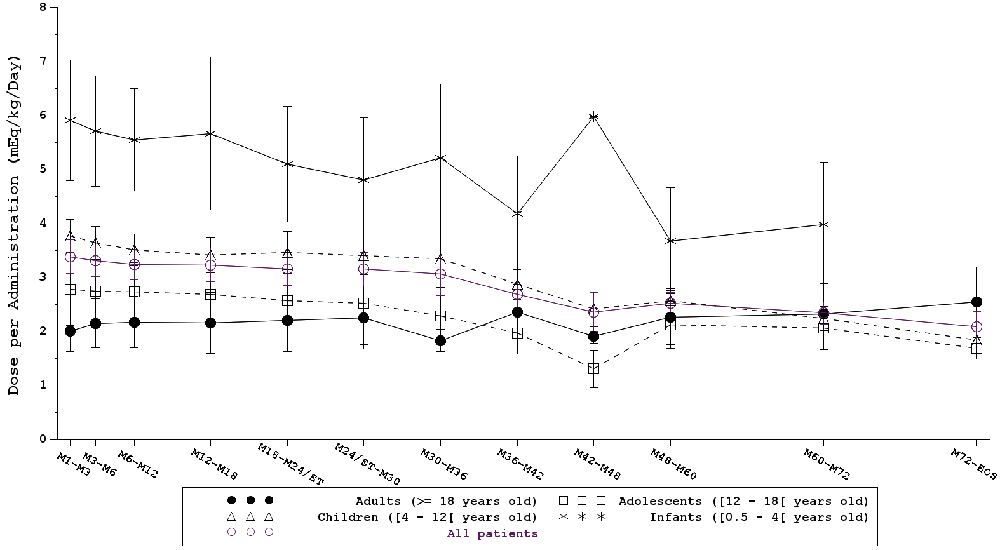 Dose per Administration (mEq/kg/Day)
8
7
6
5
4
3
2
1
0
M1-M3
M3-M6
M6-M12
M12-M18
M18-M24/ET
M24/ET-M30
M30-M36
M36-M42
M42-M48
M48-M60
M60-M72
M72-EOS
Adults (>= 18 years old)
Adolescents ([12 - 18[ years old)
Children ([4 - 12[ years old)
Infants ([0.5 - 4[ years old)
All patients